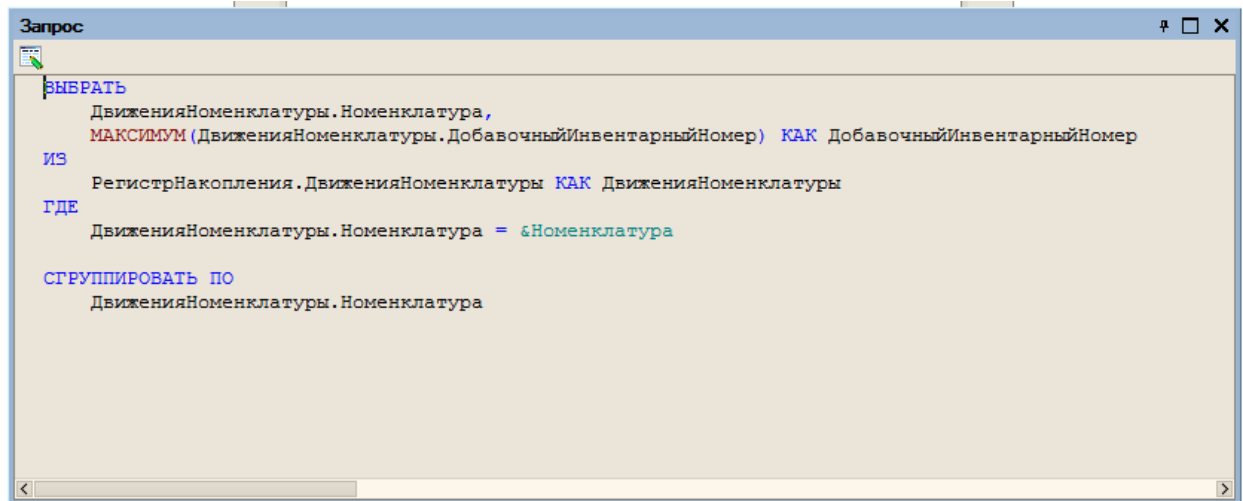 Запрос
ВЫБРАТЬ
ДвиженияНоменклатуры.Номенклатура,
МАКСИМУМ(ДвиженияНоменклатуры.ДобавочныйИнвентарныйНомер) КАК ДобавочныйИнвентарныйНомер
ИЗ
РегистрНакопления.ДвиженияНоменклатуры КАК ДвиженияНоменклатуры
ГДЕ
ДвиженияНоменклатуры.Номенклатура = &Номенклатура
СГРУППИРОВАТЬ ПО
ДвиженияНоменклатуры.Номенклатура